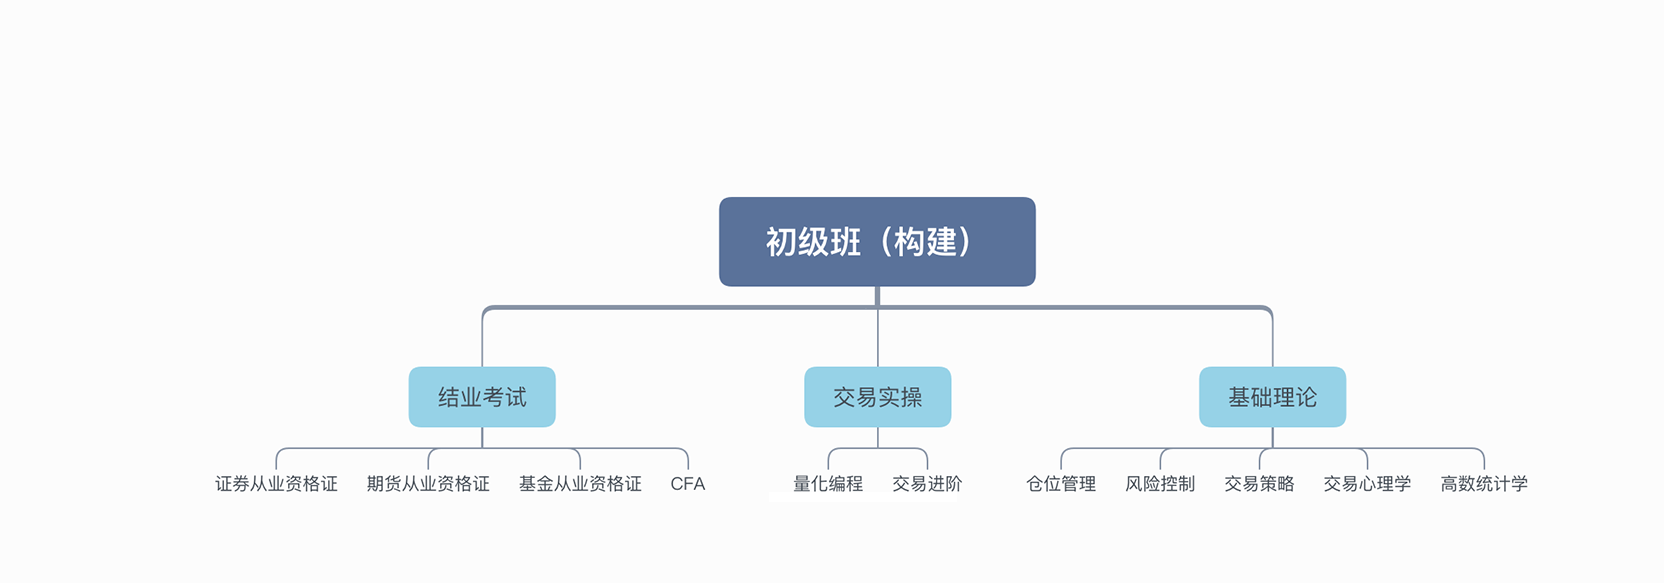 初级班（构建）
结业考试
交易实操
基础理论
证券从业资格证
期货从业资格证
基金从业资格证
CFA
量化编程
交易进阶
仓位管理
风险控制
交易策略
交易心理学
高数统计学